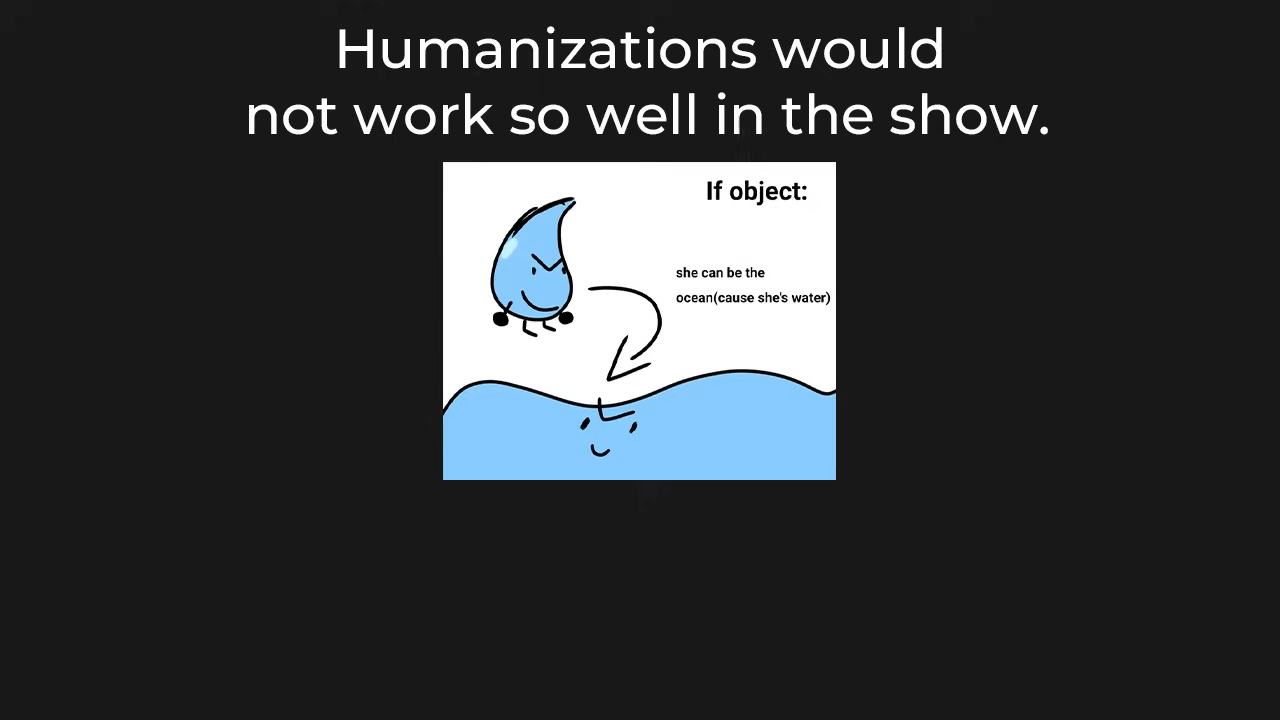 Humanizations would
not work so well in the show.
If object:
she can be the
ocean(cause she's water)